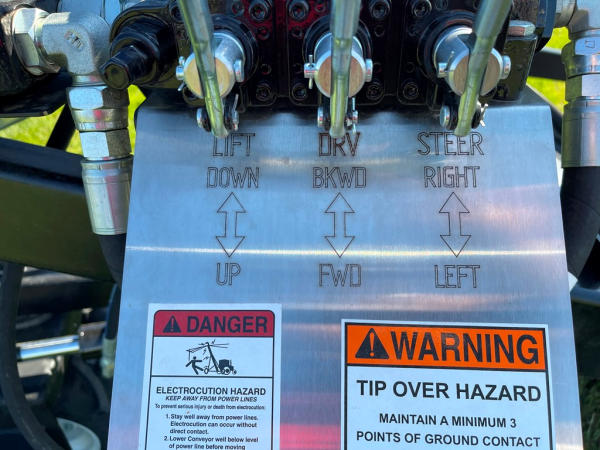 LIFT DRV STEER
DOWN BKWD RIGHT
UP FWD LEFT
DANGER
ELECTROCUTION HAZARD
KEEP AWAY FROM POWER LINES
To prevent serious injury or death from electrocution:
1. Stay well away from power lines.
Electrocution can occur without
direct contact.
2. Lower Conveyor well below level
of power line before moving
WARNING
TIP OVER HAZARD
MAINTAIN A MINIMUM 3
POINTS OF GROUND CONTACT